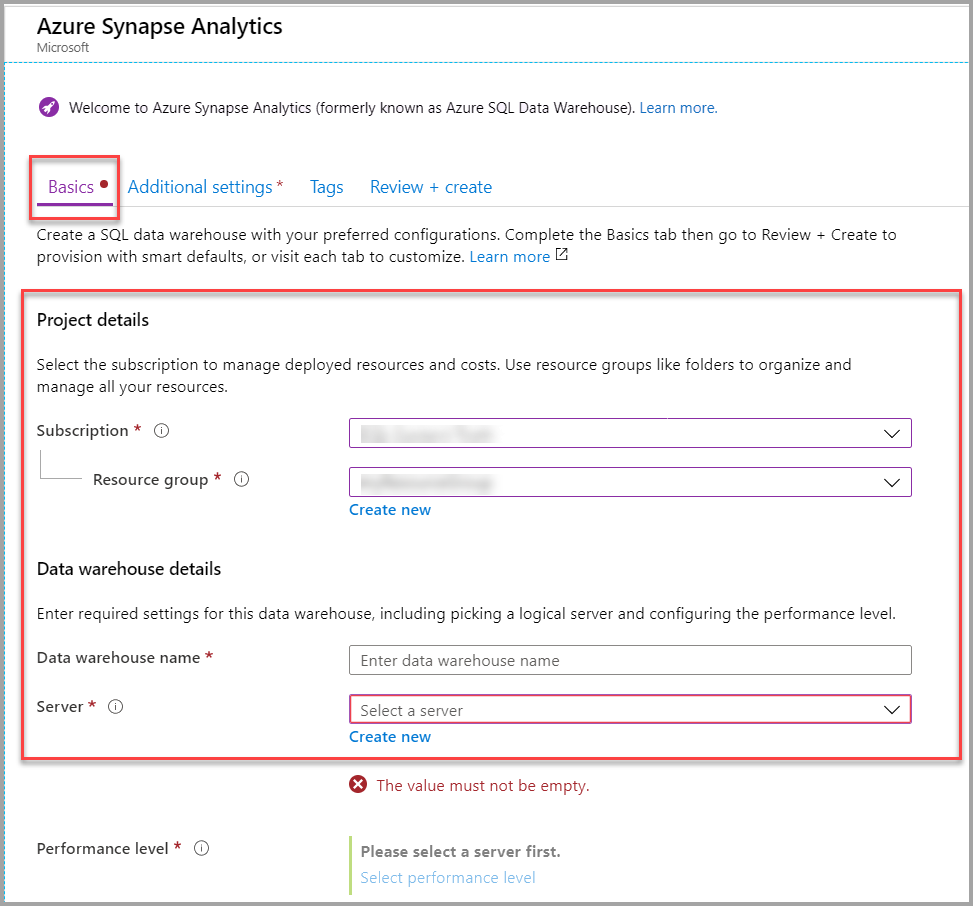 Azure Synapse Analytics
Microsoft
Welcome to Azure Synapse Analytics (formerly known as Azure SQL Data Warehouse). Learn more.
Basics Additional settings * Tags Review + create
Create a SQL data warehouse with your preferred configurations. Complete the Basics tab then go to Review + Create to
provision with smart defaults, or visit each tab to customize. Learn more
Project details
Select the subscription to manage deployed resources and costs. Use resource groups like folders to organize and
manage all your resources.
Subscription *
Resource group *
Create new
Data warehouse details
Enter required settings for this data warehouse, including picking a logical server and configuring the performance level.
Data warehouse name * Enter data warehouse name
Server * Select a server
Create new
The value must not be empty.
Performance level * Please select a server first.
Select performance level